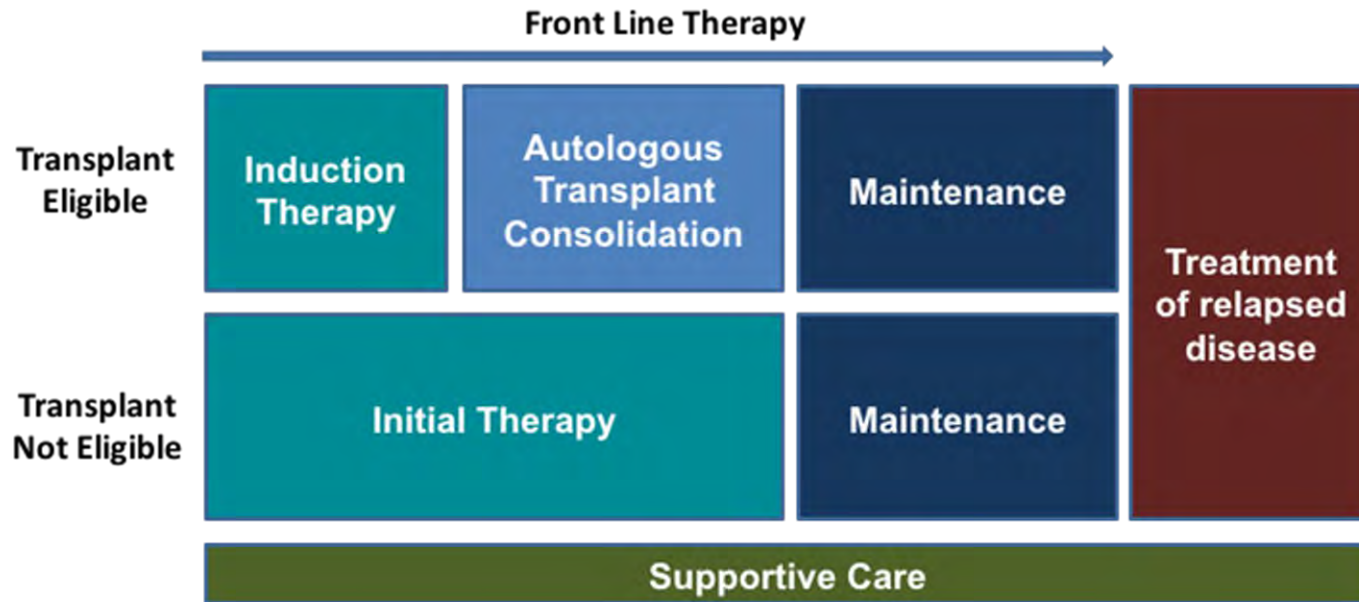 Front Line Therapy
Transplant
Eligible
Induction
Therapy
Autologous
Transplant
Consolidation
Maintenance
Treatment
of relapsed
disease
Transplant
Not Eligible
Initial Therapy
Maintenance
Supportive Care